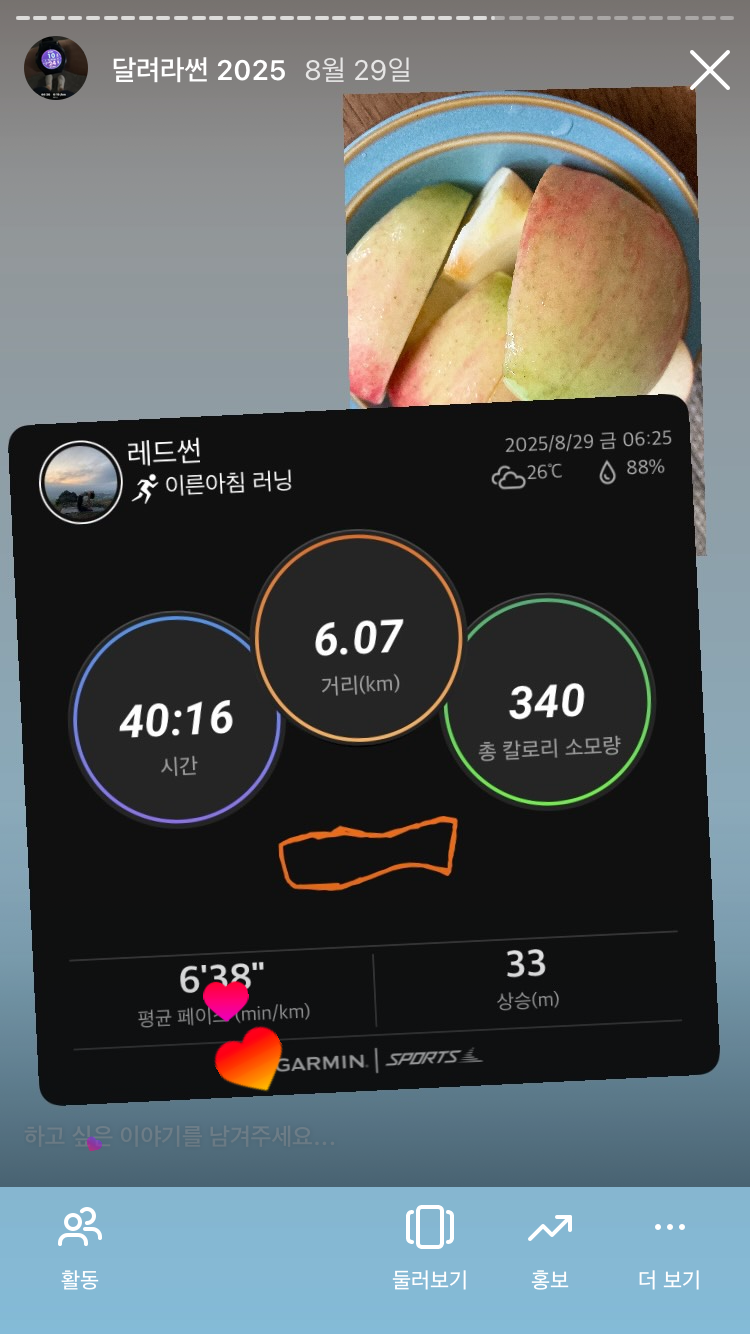 달려라썬 2025 8월 29일
레드썬
이른아침 러닝
2025/8/29 금 06:25
26℃ 88%
6.07
거리(km)
40:16
시간
340
총 칼로리 소모량
6'38"
평균 페이스 (min/km)
33
상승(m)
GARMIN. | SPORTS
하고 싶은 이야기를 남겨주세요...
활동
둘러보기
홍보
더 보기